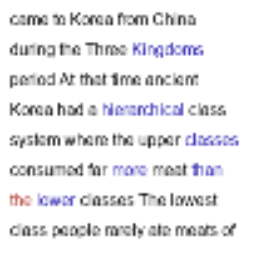 came to Korea from China
during the Three Kingdoms
period At that time ancient
Korea had a hierarchical class
system where the upper classes
consumed far more meat than
the lower classes The lowest
class people rarely ate meats of